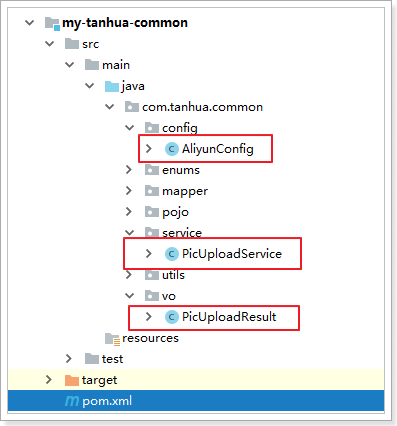 my-tanhua-common
src
main
java
com.tanhua.common
config
AliyunConfig
enums
mapper
pojo
service
PicUploadService
utils
vo
PicUploadResult
resources
test
target
pom.xml